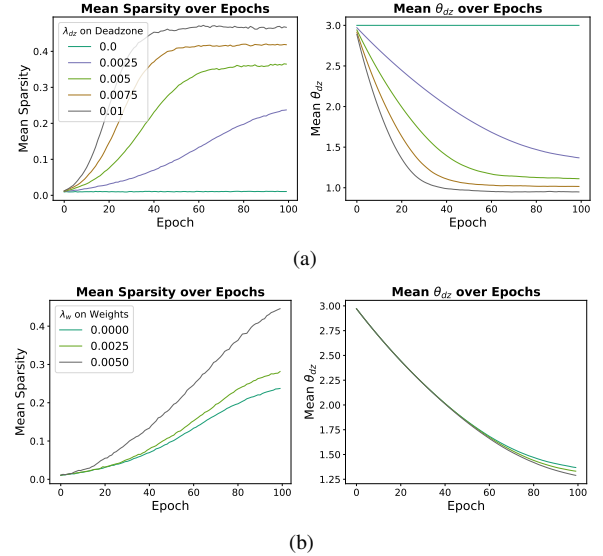 Mean Sparsity over Epochs
Mean Sparsity
0.4
0.3
0.2
0.1
0.0
λ_dz on Deadzone
0.0
0.0025
0.005
0.0075
0.01
0 20 40 60 80 100
Epoch
Mean θ_dz over Epochs
Mean θ_dz
3.0
2.5
2.0
1.5
1.0
0 20 40 60 80 100
Epoch
(a)
Mean Sparsity over Epochs
Mean Sparsity
0.4
0.3
0.2
0.1
0.0
λ_w on Weights
0.0000
0.0025
0.0050
0 20 40 60 80 100
Epoch
Mean θ_dz over Epochs
Mean θ_dz
3.00
2.75
2.50
2.25
2.00
1.75
1.50
1.25
0 20 40 60 80 100
Epoch
(b)